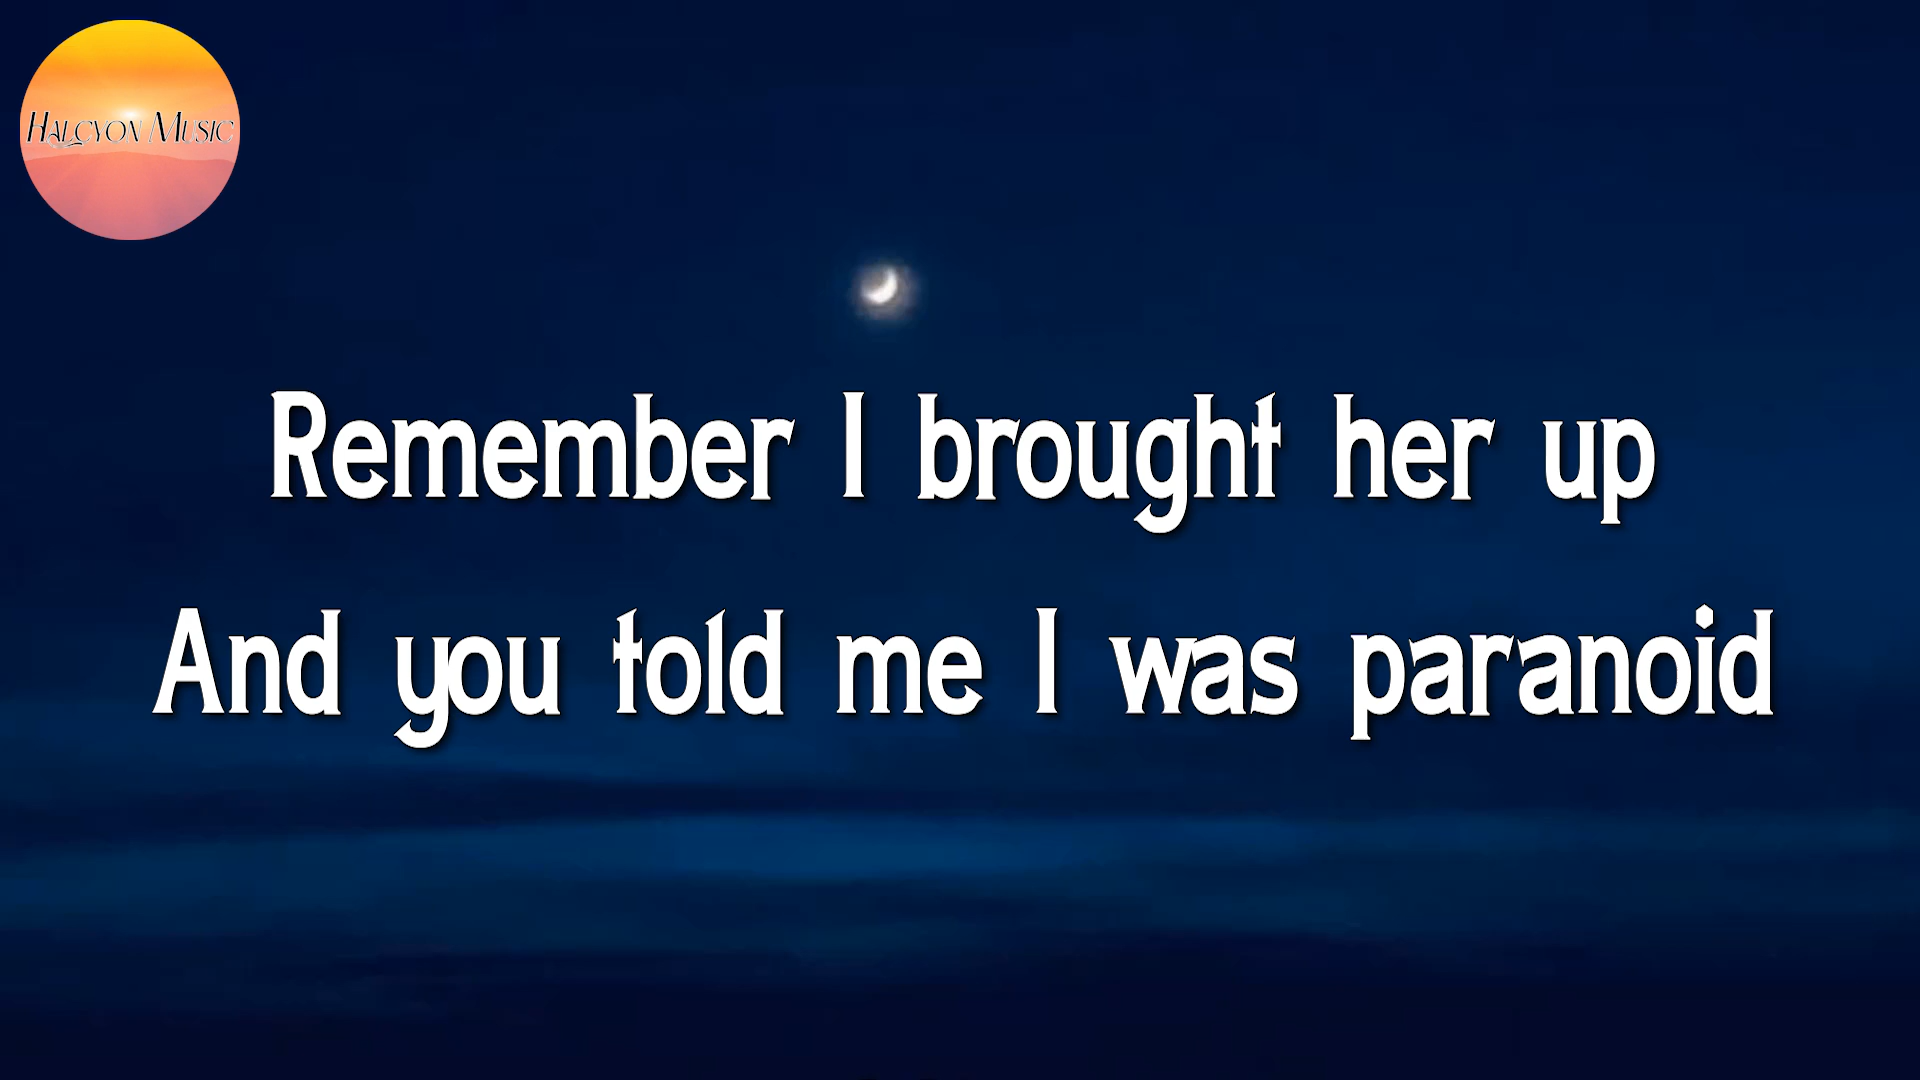 Halcyon Music
Remember I brought her up
And you told me I was paranoid